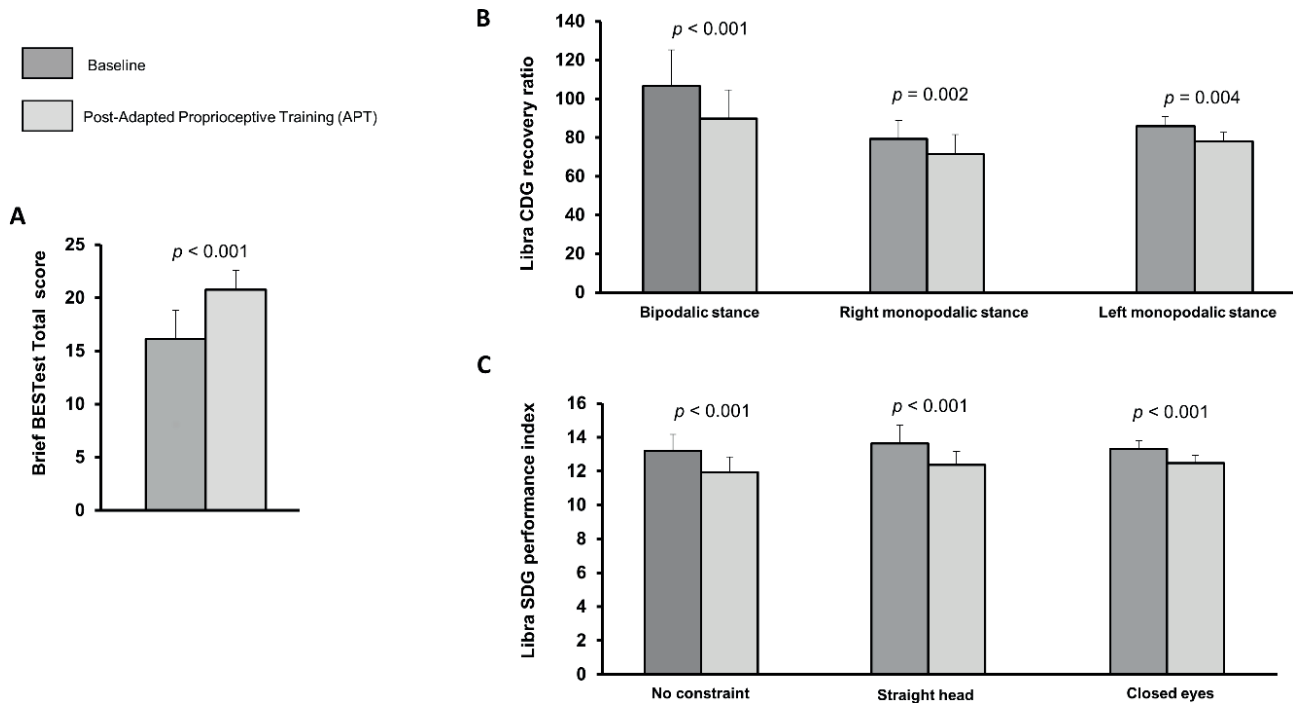 Baseline
Post-Adapted Proprioceptive Training (APT)
A
Brief BESTest Total score
25
20
15
10
5
0
p < 0.001
B
Libra CDG recovery ratio
140
120
100
80
60
40
20
0
p < 0.001
p = 0.002
p = 0.004
Bipodalic stance
Right monopodalic stance
Left monopodalic stance
C
Libra SDG performance index
16
14
12
10
8
6
4
2
0
p < 0.001
p < 0.001
p < 0.001
No constraint
Straight head
Closed eyes